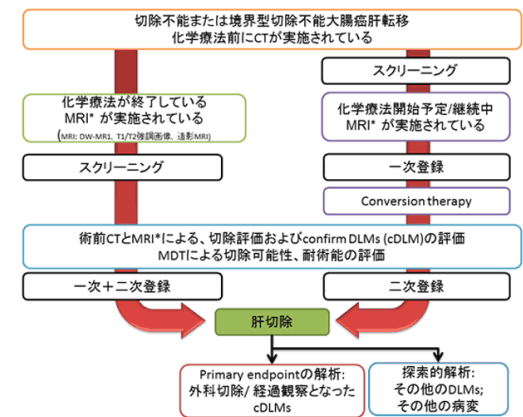 切除不能または境界型切除不能大腸癌肝転移
化学療法前にCTが実施されている
スクリーニング
化学療法が終了している
MRI* が実施されている
(MRI: DW-MR1, T1/T2強調画像、造影MRI)
化学療法開始予定/継続中
MRI* が実施されている
スクリーニング
一次登録
Conversion therapy
術前CTとMRI*による、切除評価およびconfirm DLMs (cDLM)の評価
MDTによる切除可能性、耐術能の評価
一次＋二次登録
二次登録
肝切除
Primary endpointの解析:
外科切除/ 経過観察となった
cDLMs
探索的解析:
その他のDLMs;
その他の病変